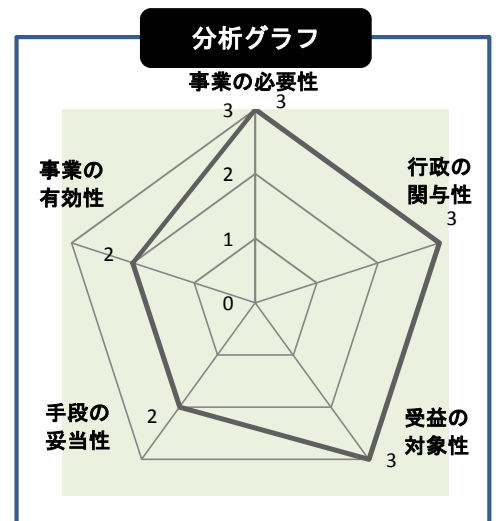 分析グラフ
事業の必要性
3
3
2
1
0
行政の
関与性
3
受益の
対象性
3
手段の
妥当性
2
事業の
有効性
2